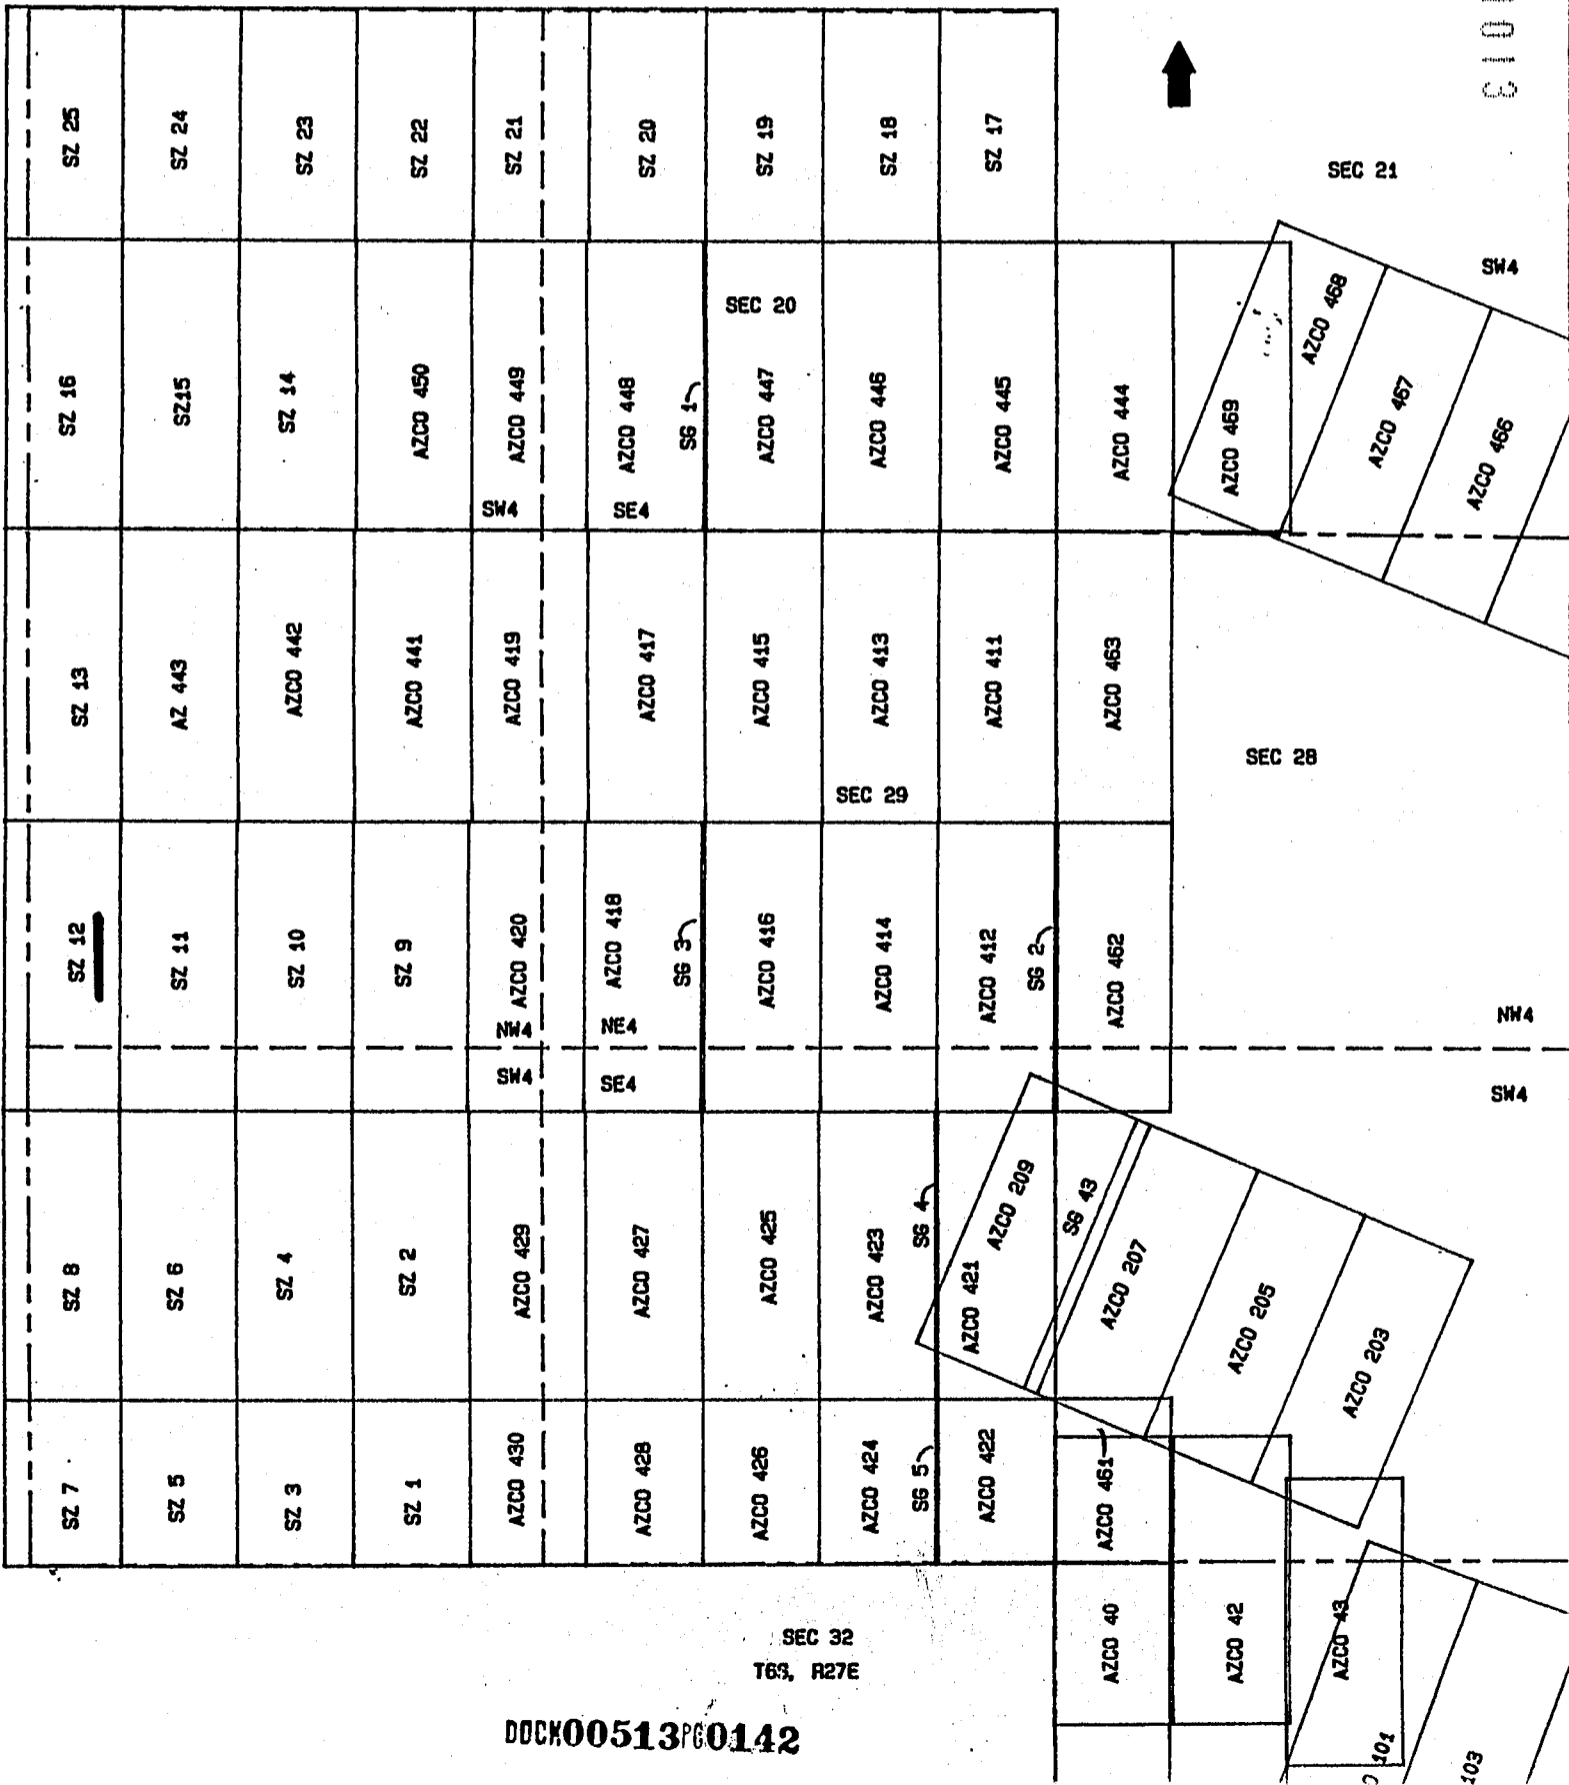 0013
SZ 25
SZ 24
SZ 23
SZ 22
SZ 21
SZ 20
SZ 19
SZ 18
SZ 17
SEC 21
SW4
SZ 16
SZ15
SZ 14
AZCO 450
AZCO 449
AZCO 448
SG 1
SEC 20
AZCO 447
AZCO 446
AZCO 445
AZCO 444
AZCO 469
AZCO 468
AZCO 467
AZCO 466
SW4
SE4
SZ 13
AZ 443
AZCO 442
AZCO 441
AZCO 419
AZCO 417
AZCO 415
AZCO 413
AZCO 411
AZCO 463
SEC 28
SEC 29
SZ 12
SZ 11
SZ 10
SZ 9
AZCO 420
AZCO 418
SG 3
AZCO 416
AZCO 414
AZCO 412
SG 2
AZCO 462
NW4
NE4
NW4
SW4
SE4
SW4
SZ 8
SZ 6
SZ 4
SZ 2
AZCO 429
AZCO 427
AZCO 425
AZCO 423
SG 4
AZCO 421
AZCO 209
SG 43
AZCO 207
AZCO 205
AZCO 203
SZ 7
SZ 5
SZ 3
SZ 1
AZCO 430
AZCO 428
AZCO 426
AZCO 424
SG 5
AZCO 422
AZCO 461
AZCO 40
AZCO 42
AZCO 43
O 101
103
SEC 32
T6S, R27E
DOCK00513PG0142